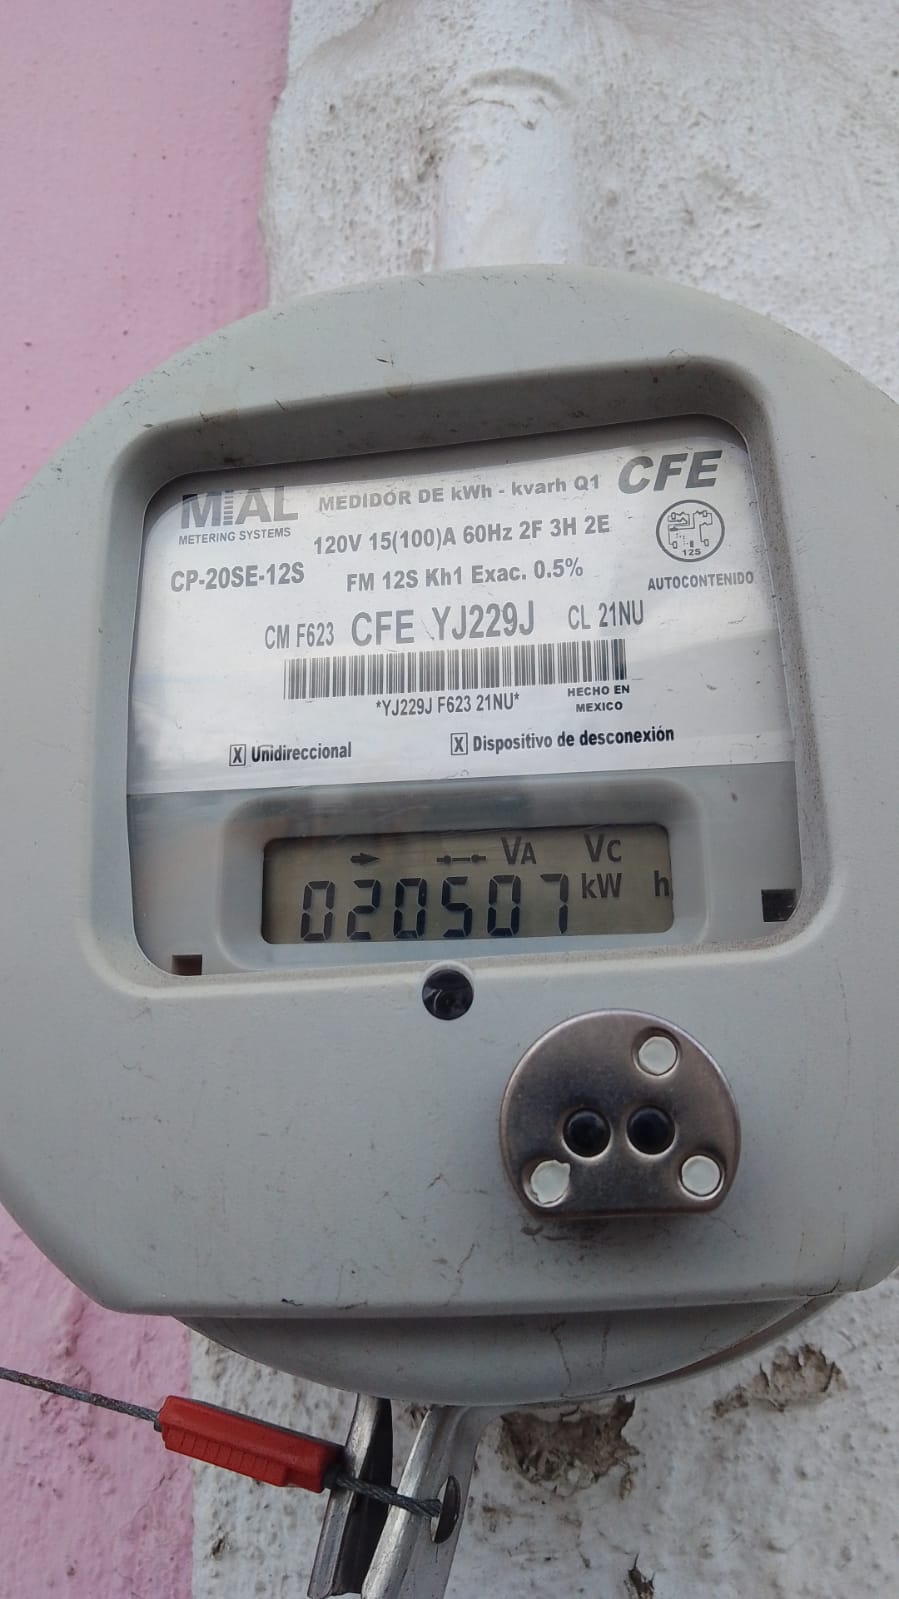 MIAL
METERING SYSTEMS
MEDIDOR DE kWh - kvarh Q1
CFE
120V 15(100)A 60Hz 2F 3H 2E
CP-20SE-12S
FM 12S Kh1 Exac. 0.5%
12S
AUTOCONTENIDO
CM F623 CFE YJ229J CL 21NU
*YJ229J F623 21NU*
HECHO EN
MEXICO
X Unidireccional
X Dispositivo de desconexión
VA VC
020507 kW h